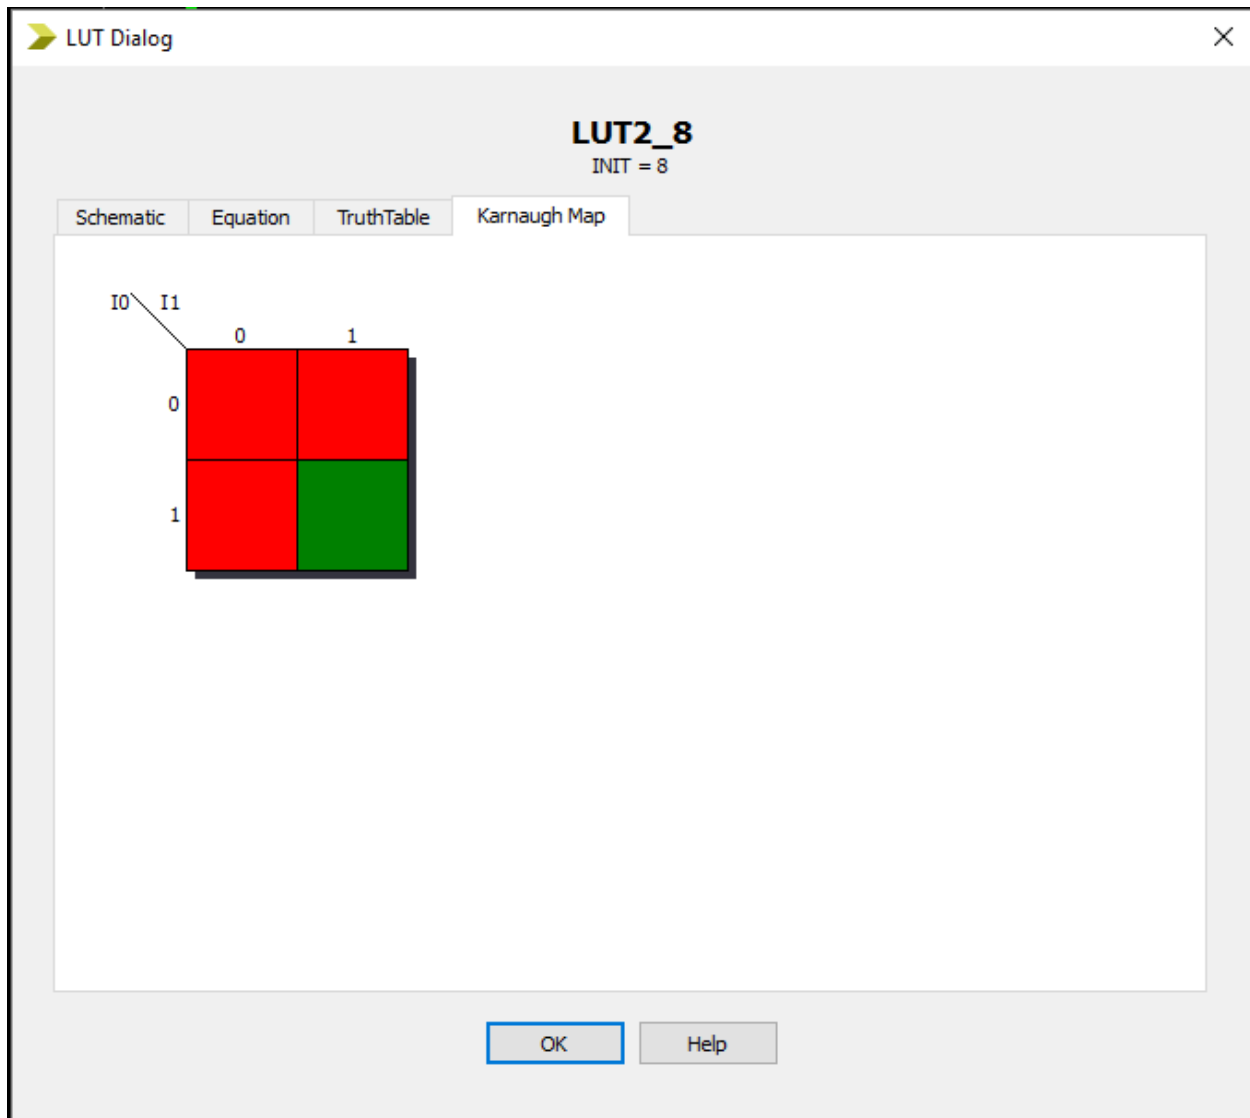 LUT Dialog
LUT2_8
INIT = 8
Schematic Equation TruthTable Karnaugh Map
I0 I1
0 1
0
1
OK Help